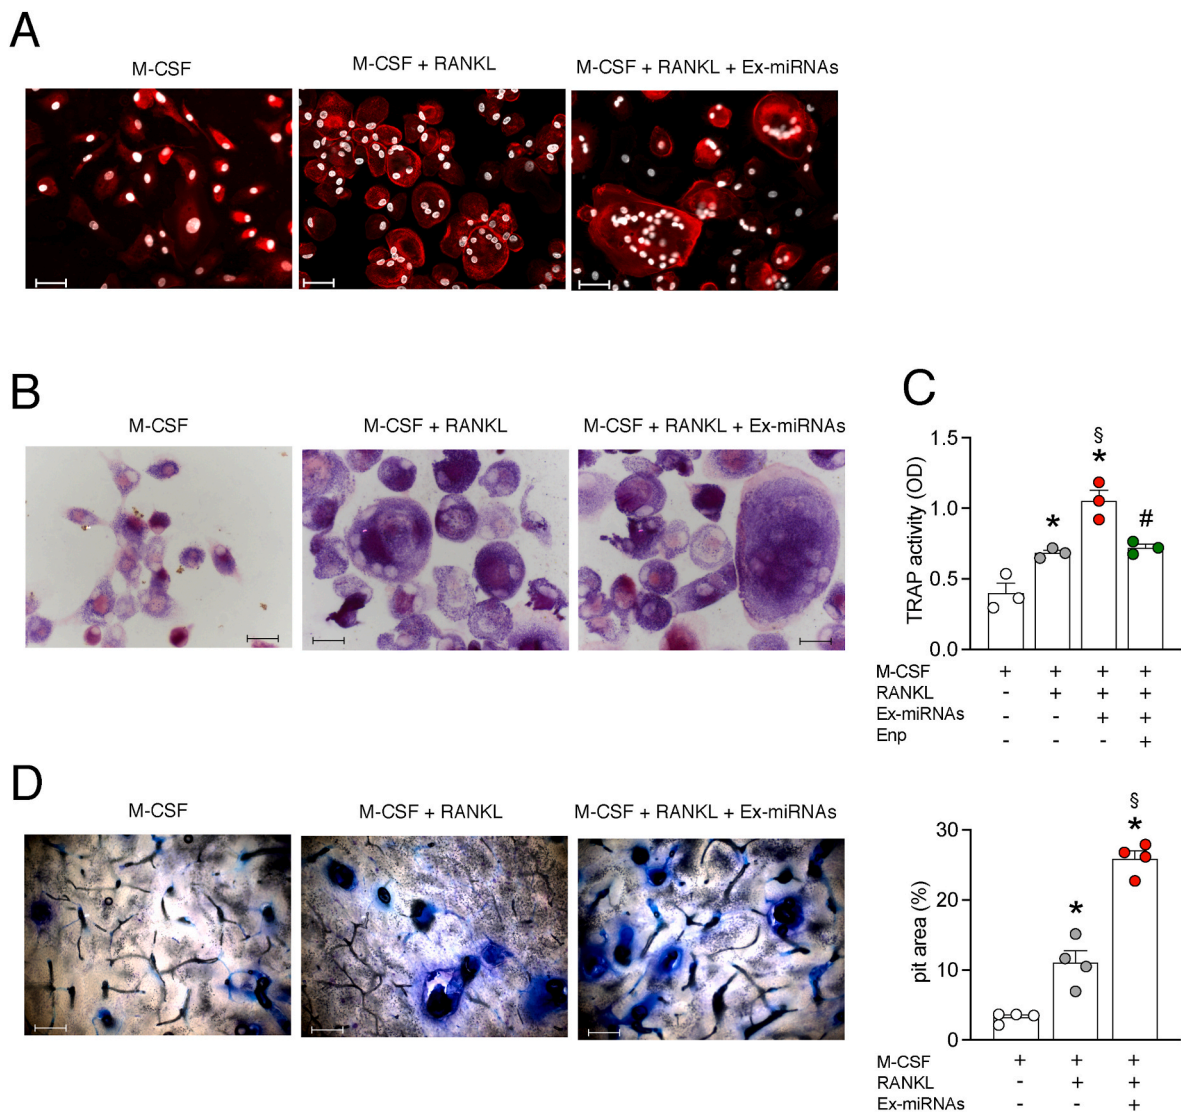 A
M-CSF
M-CSF + RANKL
M-CSF + RANKL + Ex-miRNAs
B
M-CSF
M-CSF + RANKL
M-CSF + RANKL + Ex-miRNAs
C
TRAP activity (OD)
1.5
1.0
0.5
0.0
§
*
*
#
M-CSF + + + +
RANKL - + + +
Ex-miRNAs - - + +
Enp - - - +
D
M-CSF
M-CSF + RANKL
M-CSF + RANKL + Ex-miRNAs
pit area (%)
30
20
10
0
§
*
*
M-CSF + + +
RANKL - + +
Ex-miRNAs - - +